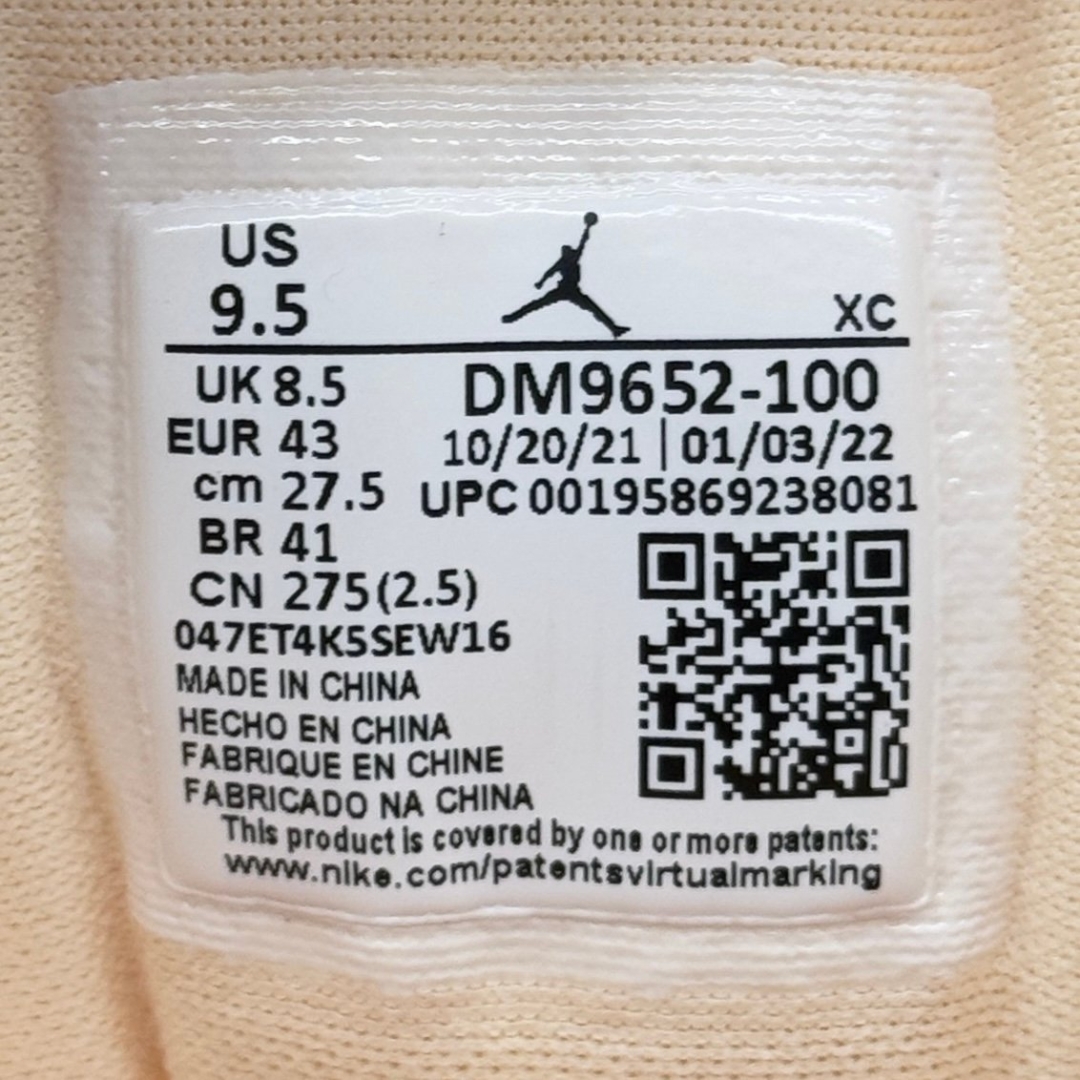 US
9.5
XC
UK 8.5
DM9652-100
EUR 43
10/20/21 | 01/03/22
cm 27.5
UPC 00195869238081
BR 41
CN 275(2.5)
047ET4K5SEW16
MADE IN CHINA
HECHO EN CHINA
FABRIQUE EN CHINE
FABRICADO NA CHINA
This product is covered by one or more patents:
www.nike.com/patentsvirtualmarking